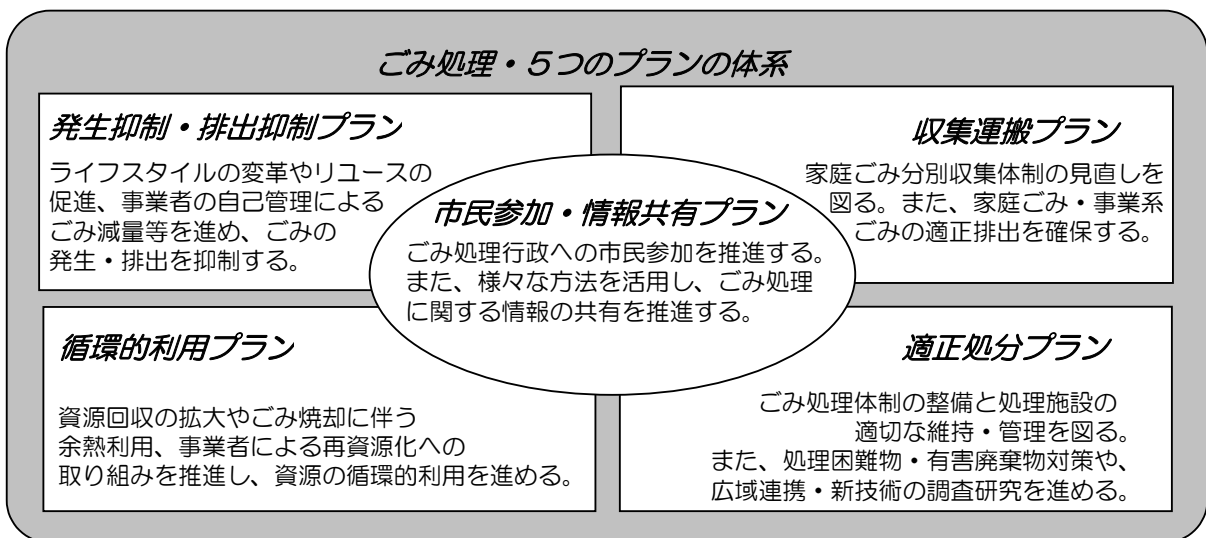 ごみ処理・５つのプランの体系
発生抑制・排出抑制プラン
ライフスタイルの変革やリユースの
促進、事業者の自己管理による
ごみ減量等を進め、ごみの
発生・排出を抑制する。
収集運搬プラン
家庭ごみ分別収集体制の見直しを
図る。また、家庭ごみ・事業系
ごみの適正排出を確保する。
市民参加・情報共有プラン
ごみ処理行政への市民参加を推進する。
また、様々な方法を活用し、ごみ処理
に関する情報の共有を推進する。
循環的利用プラン
資源回収の拡大やごみ焼却に伴う
余熱利用、事業者による再資源化への
取り組みを推進し、資源の循環的利用を進める。
適正処分プラン
ごみ処理体制の整備と処理施設の
適切な維持・管理を図る。
また、処理困難物・有害廃棄物対策や、
広域連携・新技術の調査研究を進める。